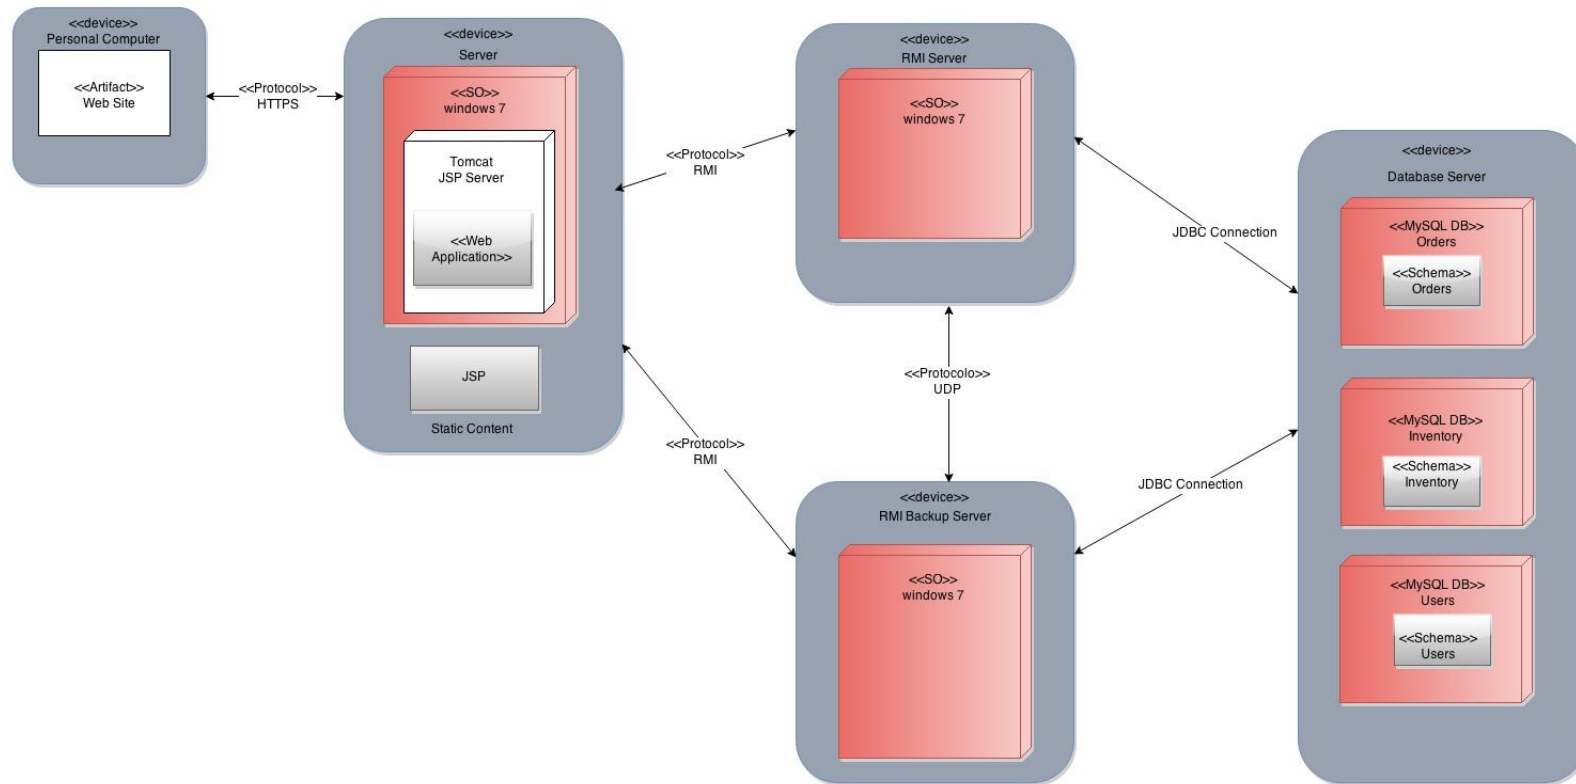 <<device>>
Personal Computer
<<Artifact>>
Web Site
<<Protocol>>
HTTPS
<<device>>
Server
<<SO>>
windows 7
Tomcat
JSP Server
<<Web
Application>>
JSP
Static Content
<<Protocol>>
RMI
<<Protocol>>
RMI
<<device>>
RMI Server
<<SO>>
windows 7
<<Protocolo>>
UDP
<<device>>
RMI Backup Server
<<SO>>
windows 7
JDBC Connection
JDBC Connection
<<device>>
Database Server
<<MySQL DB>>
Orders
<<Schema>>
Orders
<<MySQL DB>>
Inventory
<<Schema>>
Inventory
<<MySQL DB>>
Users
<<Schema>>
Users